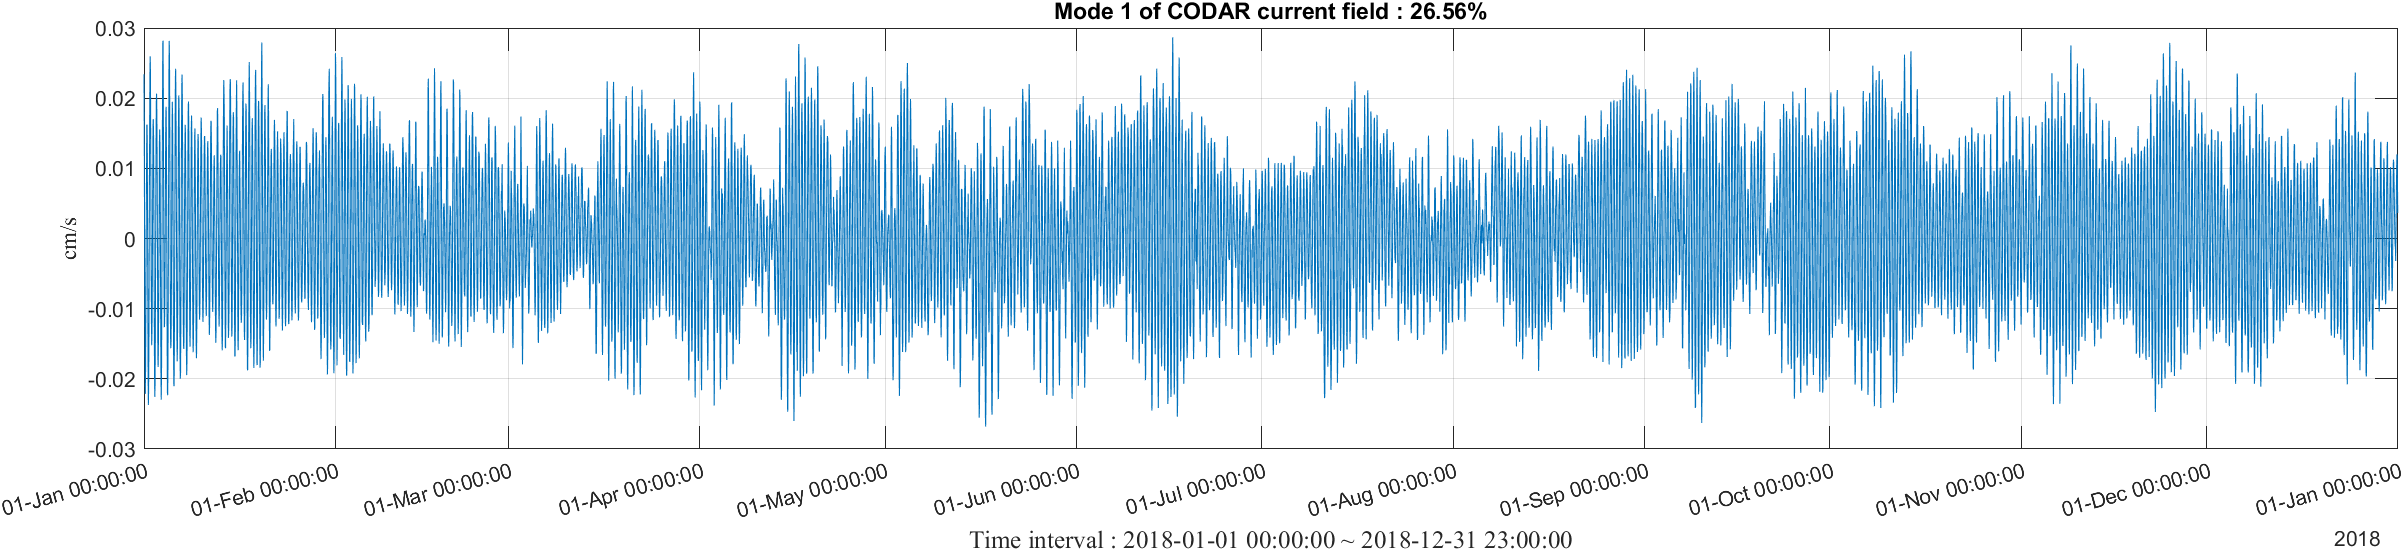 Mode 1 of CODAR current field : 26.56%
0.03
0.02
0.01
0
-0.01
-0.02
-0.03
cm/s
01-Jan 00:00:00
01-Feb 00:00:00
01-Mar 00:00:00
01-Apr 00:00:00
01-May 00:00:00
01-Jun 00:00:00
01-Jul 00:00:00
01-Aug 00:00:00
01-Sep 00:00:00
01-Oct 00:00:00
01-Nov 00:00:00
01-Dec 00:00:00
01-Jan 00:00:00
Time interval : 2018-01-01 00:00:00 ~ 2018-12-31 23:00:00
2018